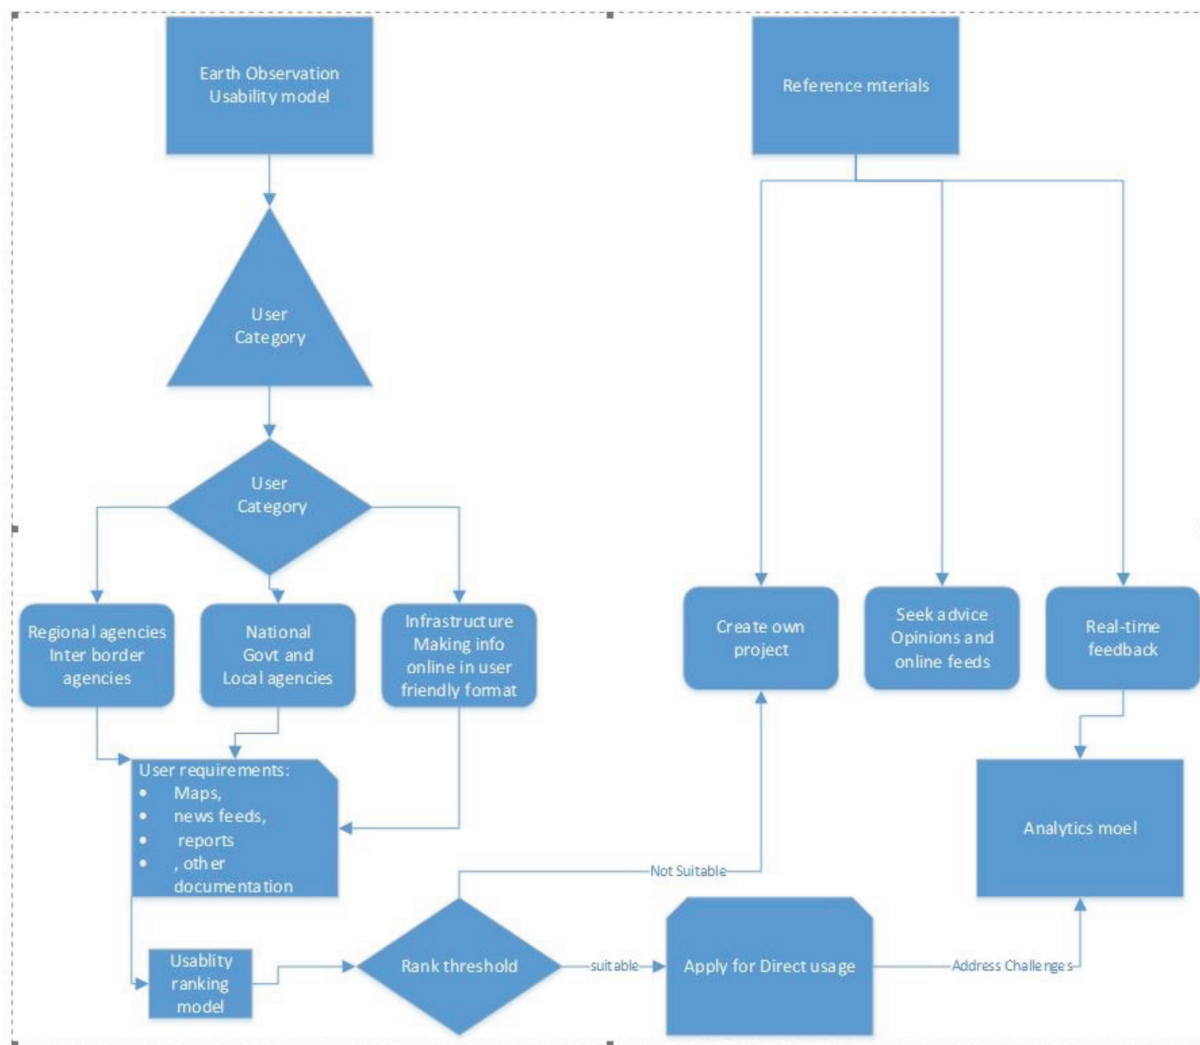 Earth Observation
Usability model
Reference mterials
User
Category
User
Category
Regional agencies
Inter border
agencies
National
Govt and
Local agencies
Infrastructure
Making info
online in user
friendly format
Create own
project
Seek advice
Opinions and
online feeds
Real-time
feedback
User requirements:
• Maps,
• news feeds,
• reports
• , other
documentation
Analytics moel
Not Suitable
Usablity
ranking
model
Rank threshold
suitable
Apply for Direct usage
Address Challenges